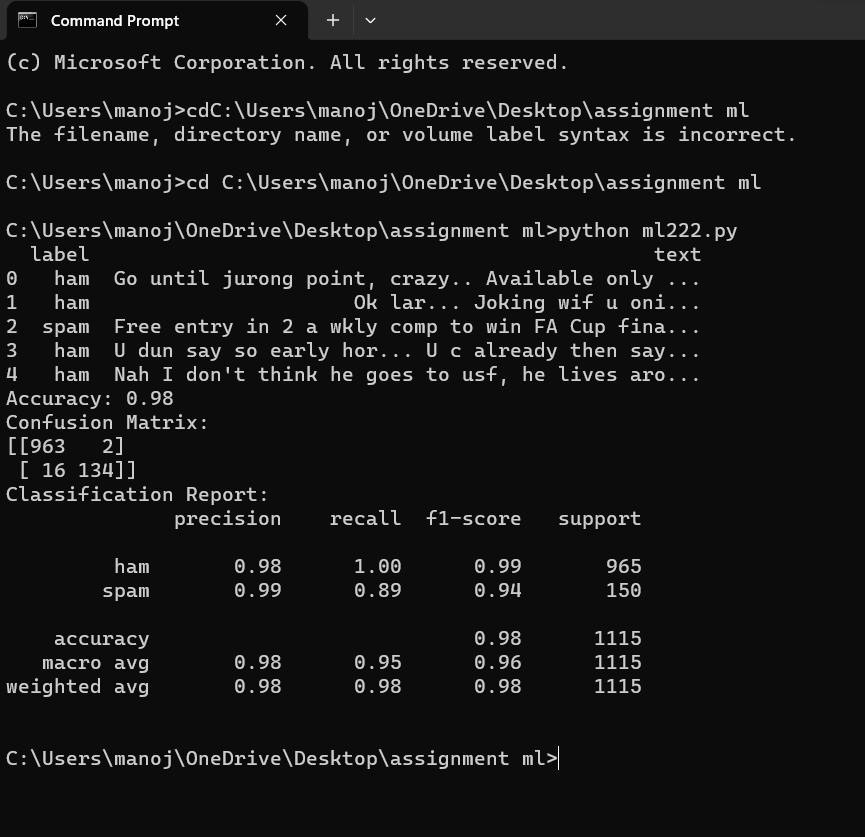 Command Prompt
(c) Microsoft Corporation. All rights reserved.
C:\Users\manoj>cdC:\Users\manoj\OneDrive\Desktop\assignment ml
The filename, directory name, or volume label syntax is incorrect.
C:\Users\manoj>cd C:\Users\manoj\OneDrive\Desktop\assignment ml
C:\Users\manoj\OneDrive\Desktop\assignment ml>python ml222.py
  label                                               text
0   ham  Go until jurong point, crazy.. Available only ...
1   ham                      Ok lar... Joking wif u oni...
2  spam  Free entry in 2 a wkly comp to win FA Cup fina...
3   ham  U dun say so early hor... U c already then say...
4   ham  Nah I don't think he goes to usf, he lives aro...
Accuracy: 0.98
Confusion Matrix:
[[963   2]
 [ 16 134]]
Classification Report:
              precision    recall  f1-score   support
         ham       0.98      1.00      0.99       965
        spam       0.99      0.89      0.94       150
    accuracy                           0.98      1115
   macro avg       0.98      0.95      0.96      1115
weighted avg       0.98      0.98      0.98      1115
C:\Users\manoj\OneDrive\Desktop\assignment ml>